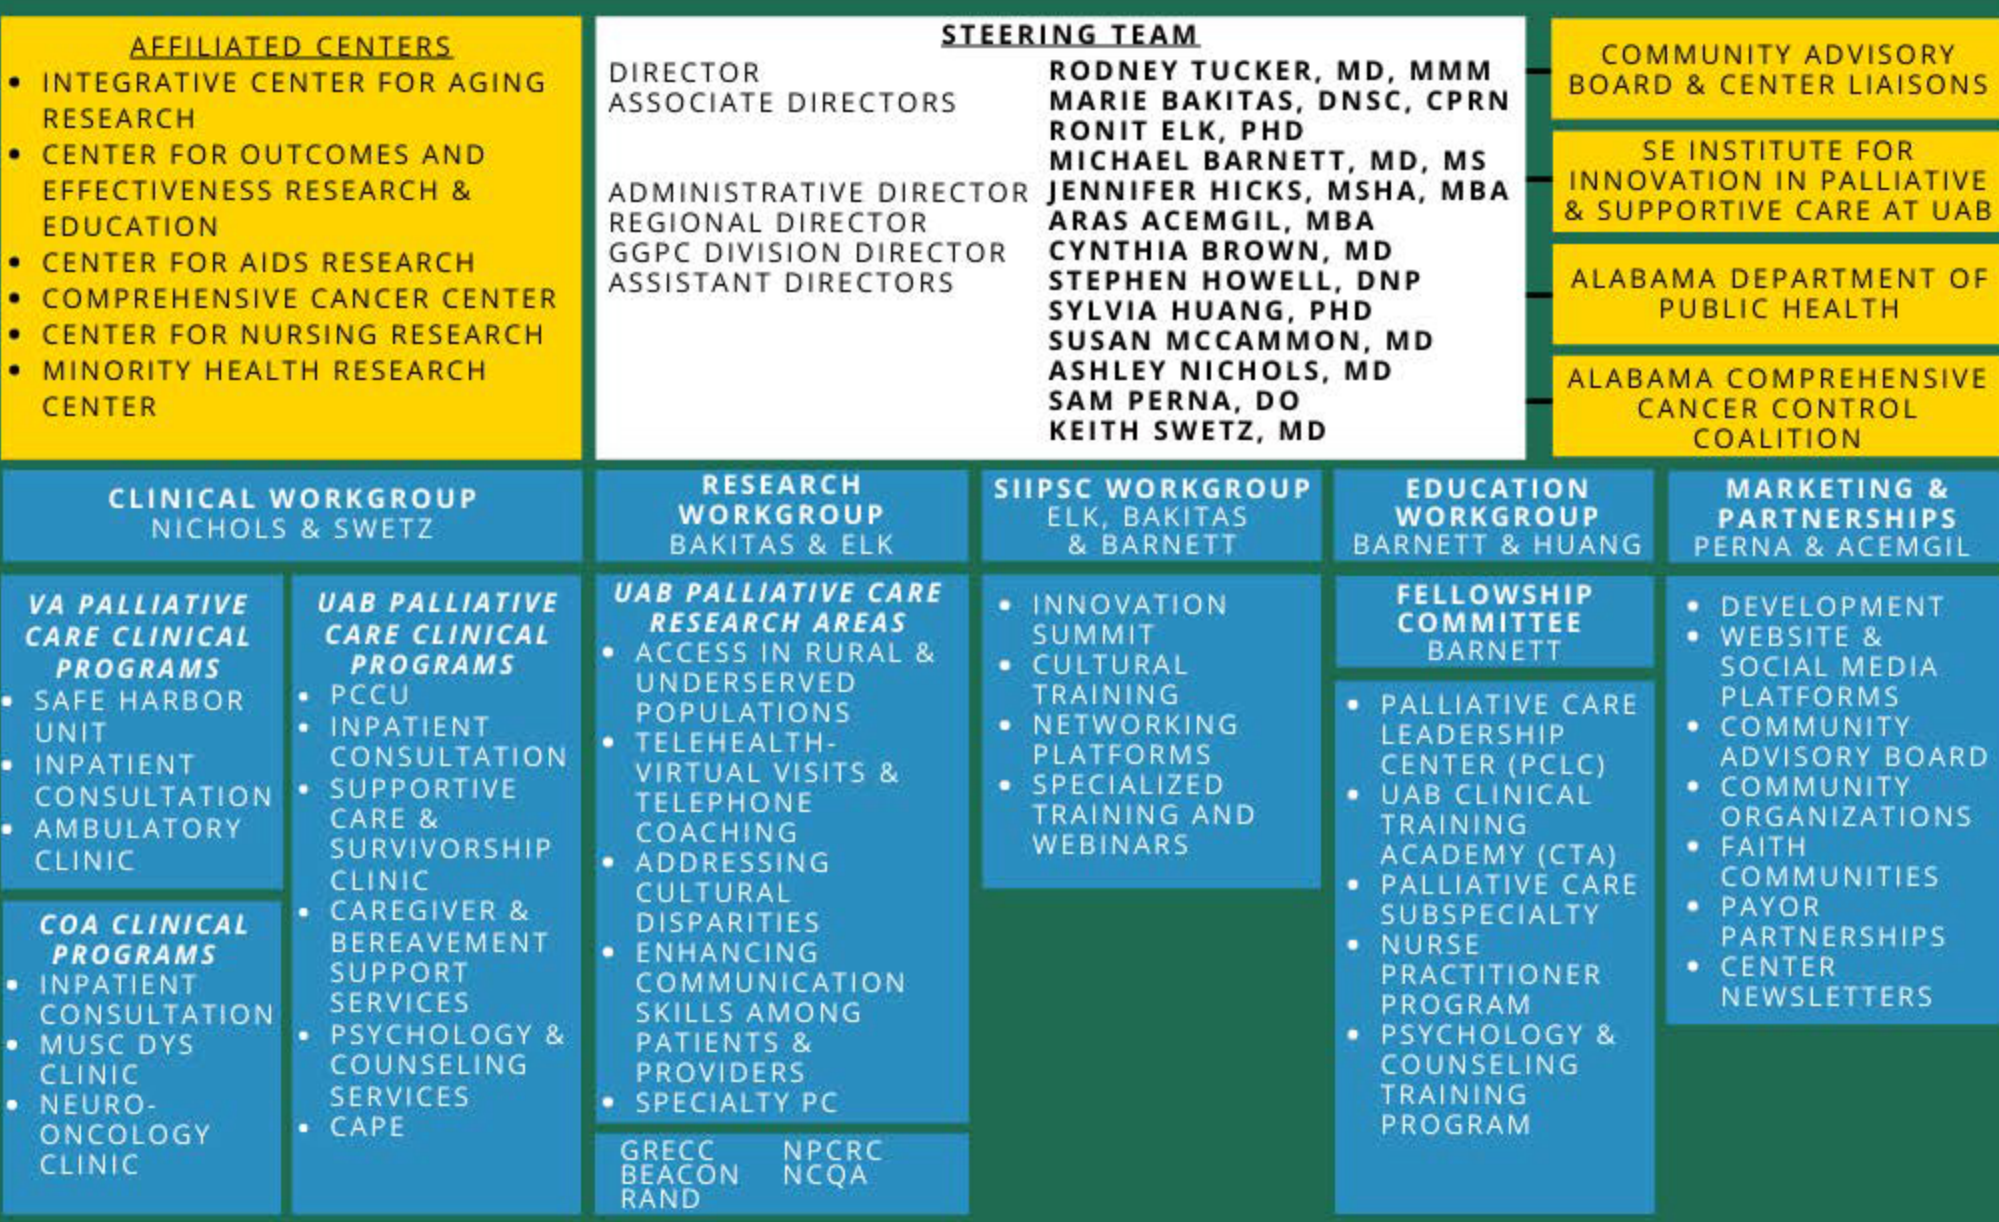 AFFILIATED CENTERS
• INTEGRATIVE CENTER FOR AGING
RESEARCH
• CENTER FOR OUTCOMES AND
EFFECTIVENESS RESEARCH &
EDUCATION
• CENTER FOR AIDS RESEARCH
• COMPREHENSIVE CANCER CENTER
• CENTER FOR NURSING RESEARCH
• MINORITY HEALTH RESEARCH
CENTER
STEERING TEAM
DIRECTOR RODNEY TUCKER, MD, MMM
ASSOCIATE DIRECTORS MARIE BAKITAS, DNSC, CPRN
RONIT ELK, PHD
MICHAEL BARNETT, MD, MS
ADMINISTRATIVE DIRECTOR JENNIFER HICKS, MSHA, MBA
REGIONAL DIRECTOR ARAS ACEMGIL, MBA
GGPC DIVISION DIRECTOR CYNTHIA BROWN, MD
ASSISTANT DIRECTORS STEPHEN HOWELL, DNP
SYLVIA HUANG, PHD
SUSAN MCCAMMON, MD
ASHLEY NICHOLS, MD
SAM PERNA, DO
KEITH SWETZ, MD
COMMUNITY ADVISORY
BOARD & CENTER LIAISONS
SE INSTITUTE FOR
INNOVATION IN PALLIATIVE
& SUPPORTIVE CARE AT UAB
ALABAMA DEPARTMENT OF
PUBLIC HEALTH
ALABAMA COMPREHENSIVE
CANCER CONTROL
COALITION
CLINICAL WORKGROUP
NICHOLS & SWETZ
VA PALLIATIVE
CARE CLINICAL
PROGRAMS
• SAFE HARBOR
UNIT
• INPATIENT
CONSULTATION
• AMBULATORY
CLINIC
COA CLINICAL
PROGRAMS
• INPATIENT
CONSULTATION
• MUSC DYS
CLINIC
• NEURO-
ONCOLOGY
CLINIC
UAB PALLIATIVE
CARE CLINICAL
PROGRAMS
• PCCU
• INPATIENT
CONSULTATION
• SUPPORTIVE
CARE &
SURVIVORSHIP
CLINIC
• CAREGIVER &
BEREAVEMENT
SUPPORT
SERVICES
• PSYCHOLOGY &
COUNSELING
SERVICES
• CAPE
RESEARCH
WORKGROUP
BAKITAS & ELK
UAB PALLIATIVE CARE
RESEARCH AREAS
• ACCESS IN RURAL &
UNDERSERVED
POPULATIONS
• TELEHEALTH-
VIRTUAL VISITS &
TELEPHONE
COACHING
• ADDRESSING
CULTURAL
DISPARITIES
• ENHANCING
COMMUNICATION
SKILLS AMONG
PATIENTS &
PROVIDERS
• SPECIALTY PC
GRECC NPCRC
BEACON NCQA
RAND
SIIPSC WORKGROUP
ELK, BAKITAS
& BARNETT
• INNOVATION
SUMMIT
• CULTURAL
TRAINING
• NETWORKING
PLATFORMS
• SPECIALIZED
TRAINING AND
WEBINARS
EDUCATION
WORKGROUP
BARNETT & HUANG
FELLOWSHIP
COMMITTEE
BARNETT
• PALLIATIVE CARE
LEADERSHIP
CENTER (PCLC)
• UAB CLINICAL
TRAINING
ACADEMY (CTA)
• PALLIATIVE CARE
SUBSPECIALTY
• NURSE
PRACTITIONER
PROGRAM
• PSYCHOLOGY &
COUNSELING
TRAINING
PROGRAM
MARKETING &
PARTNERSHIPS
PERNA & ACEMGIL
• DEVELOPMENT
• WEBSITE &
SOCIAL MEDIA
PLATFORMS
• COMMUNITY
ADVISORY BOARD
• COMMUNITY
ORGANIZATIONS
• FAITH
COMMUNITIES
• PAYOR
PARTNERSHIPS
• CENTER
NEWSLETTERS